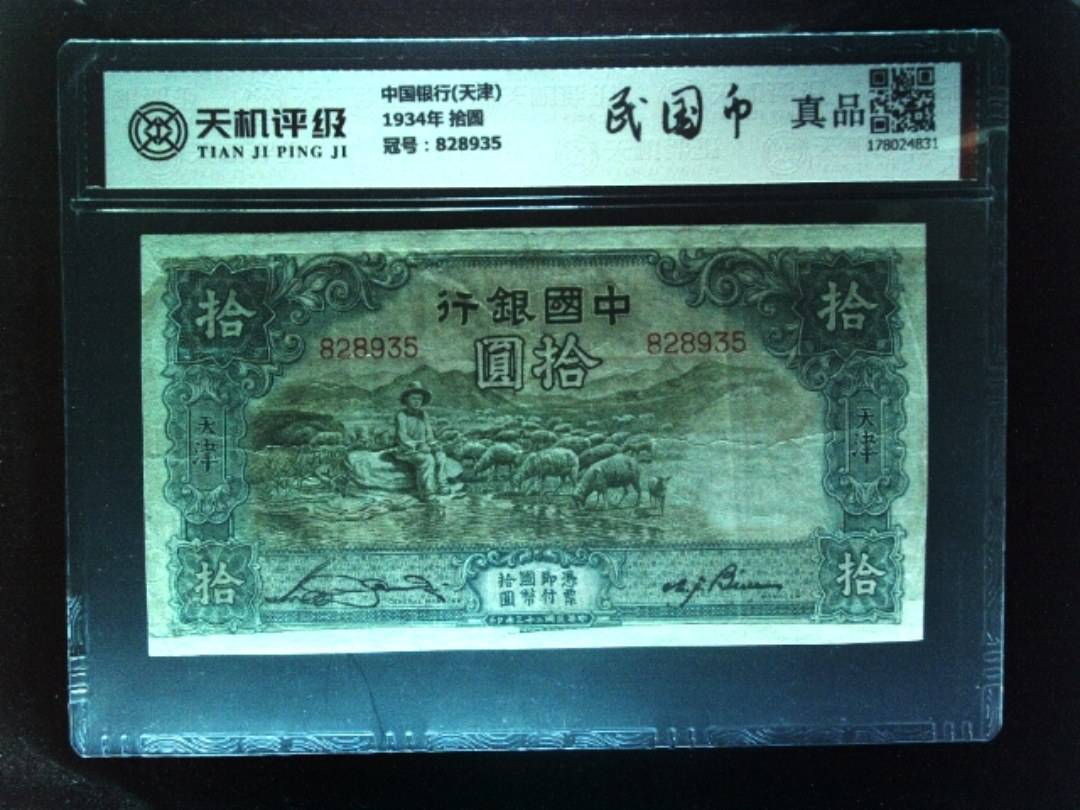 天机评级
TIAN JI PING JI
中国银行(天津)
1934年 拾圆
冠号：828935
民国币
真品
178024831
拾
行銀國中
拾
828935
828935
圓拾
天津
天津
拾
拾
憑票
即付
國幣
拾圓